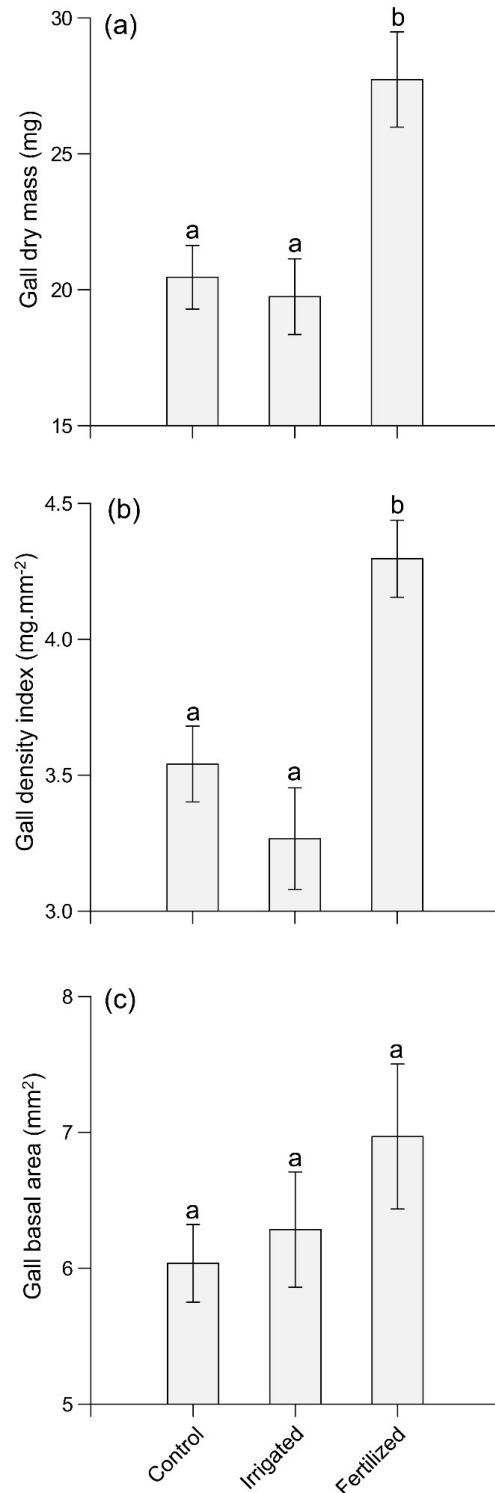 (a)
Gall dry mass (mg)
30
25
20
15
a
a
b
(b)
Gall density index (mg.mm⁻²)
4.5
4.0
3.5
3.0
a
a
b
(c)
Gall basal area (mm²)
8
7
6
5
a
a
a
Control
Irrigated
Fertilized